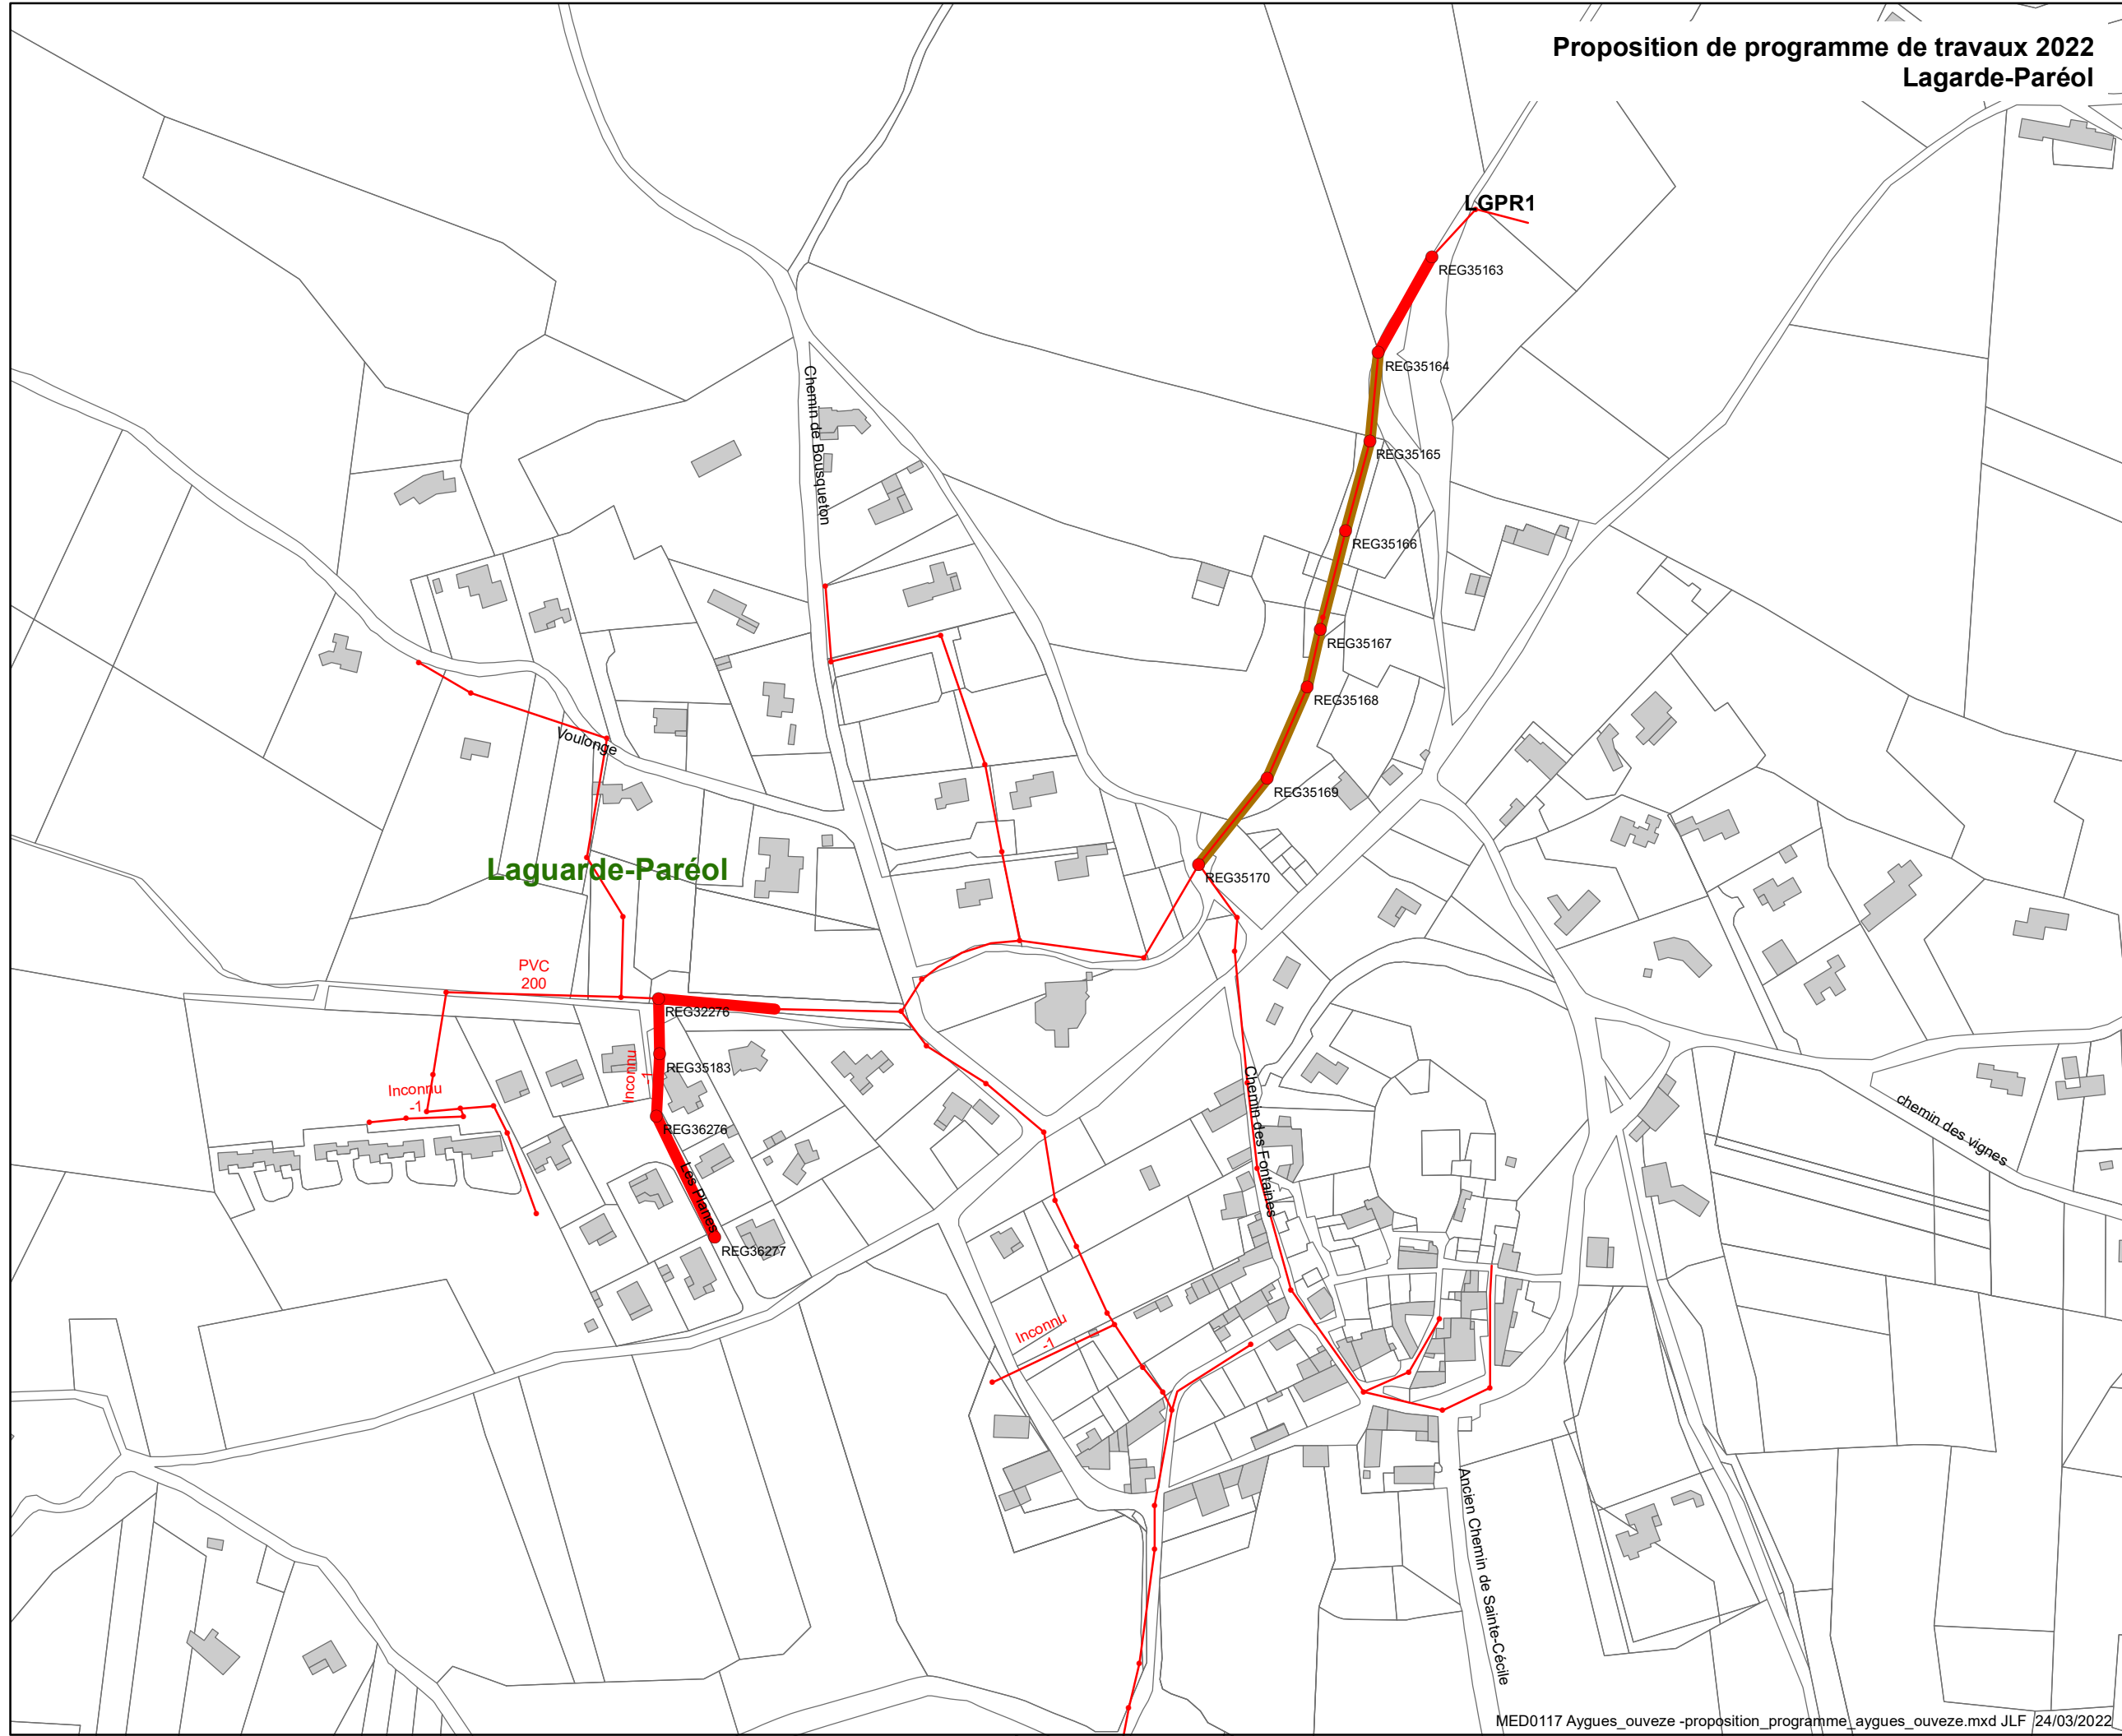 Proposition de programme de travaux 2022
Lagarde-Paréol
LGPR1
REG35163
REG35164
Chemin de Bousqueton
REG35165
REG35166
REG35167
REG35168
Voulonge
REG35169
Laguarde-Paréol
REG35170
PVC
200
REG32276
Inconnu
-1
REG35183
Inconnu
-1
REG36276
Chemin des Fontaines
chemin des vignes
Les Planes
REG36277
Inconnu
-1
Ancien Chemin de Sainte-Cécile
MED0117 Aygues_ouveze -proposition_programme_aygues_ouveze.mxd JLF 24/03/2022